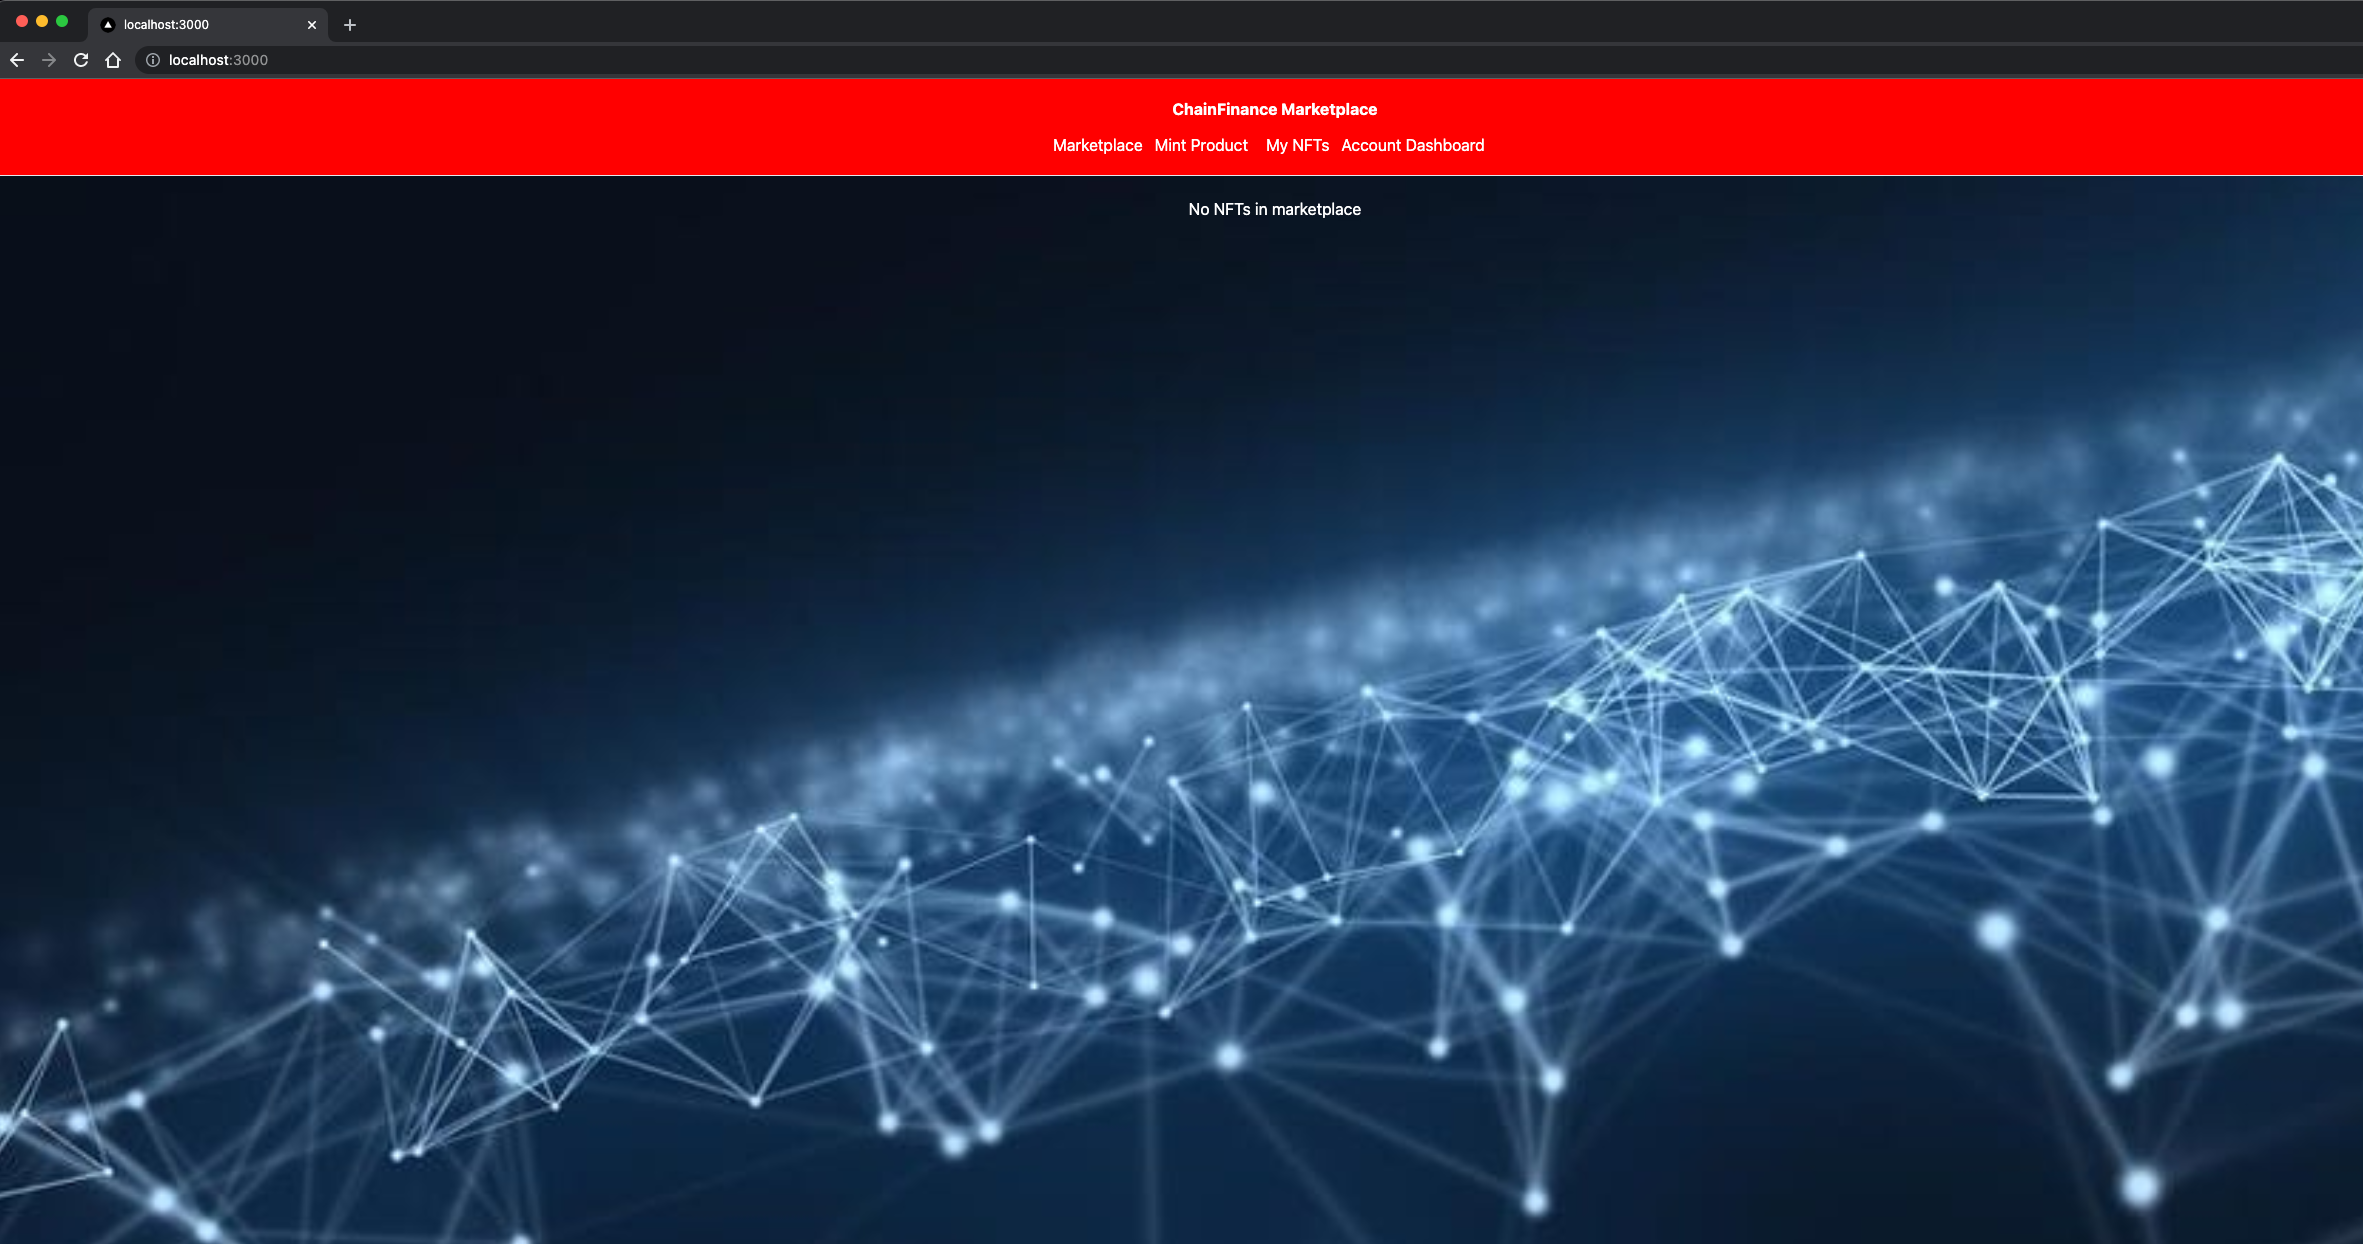 localhost:3000
localhost:3000
ChainFinance Marketplace
Marketplace Mint Product My NFTs Account Dashboard
No NFTs in marketplace